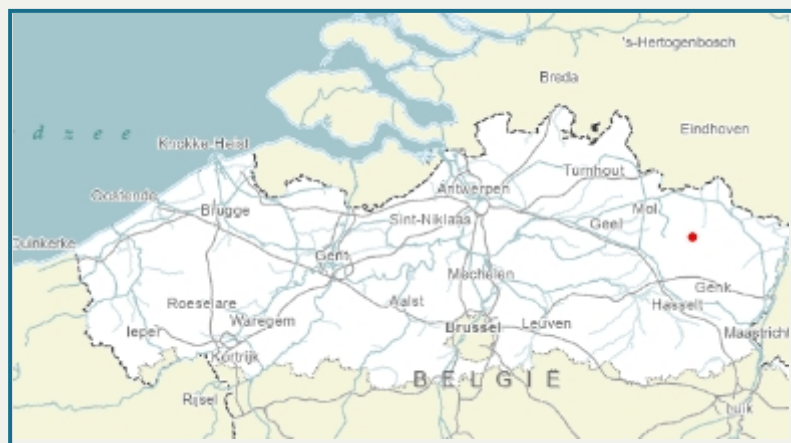 's-Hertogenbosch
Breda
dzee
Eindhoven
Knokke-Heist
Turnhout
Antwerpen
Oostende
Mol
Brugge
Sint-Niklaas
Geel
Duinkerke
Gent
Mechelen
Genk
Roeselare
Aalst
Hasselt
Ieper
Waregem
Brussel
Leuven
Maastricht
Kortrijk
BELGIË
Rijsel
Luik